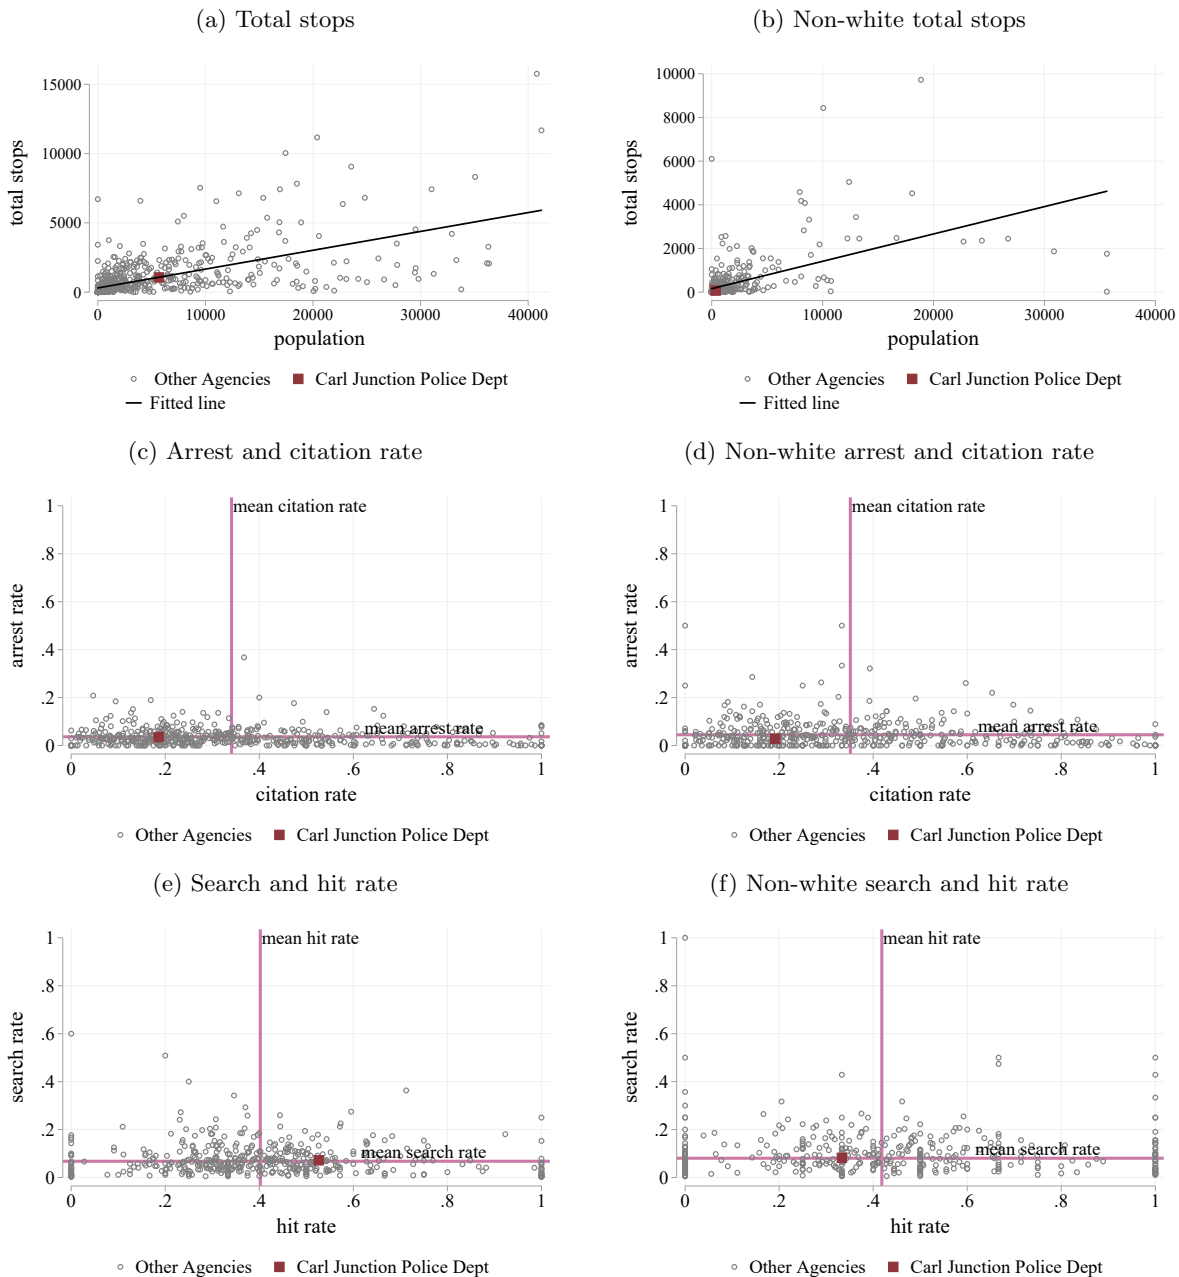 (a) Total stops
(b) Non-white total stops
total stops
15000
10000
5000
0
0 10000 20000 30000 40000
population
Other Agencies Carl Junction Police Dept
Fitted line
total stops
10000
8000
6000
4000
2000
0
0 10000 20000 30000 40000
population
Other Agencies Carl Junction Police Dept
Fitted line
(c) Arrest and citation rate
(d) Non-white arrest and citation rate
arrest rate
1
.8
.6
.4
.2
0
mean citation rate
mean arrest rate
0 .2 .4 .6 .8 1
citation rate
Other Agencies Carl Junction Police Dept
arrest rate
1
.8
.6
.4
.2
0
mean citation rate
mean arrest rate
0 .2 .4 .6 .8 1
citation rate
Other Agencies Carl Junction Police Dept
(e) Search and hit rate
(f) Non-white search and hit rate
search rate
1
.8
.6
.4
.2
0
mean hit rate
mean search rate
0 .2 .4 .6 .8 1
hit rate
Other Agencies Carl Junction Police Dept
search rate
1
.8
.6
.4
.2
0
mean hit rate
mean search rate
0 .2 .4 .6 .8 1
hit rate
Other Agencies Carl Junction Police Dept